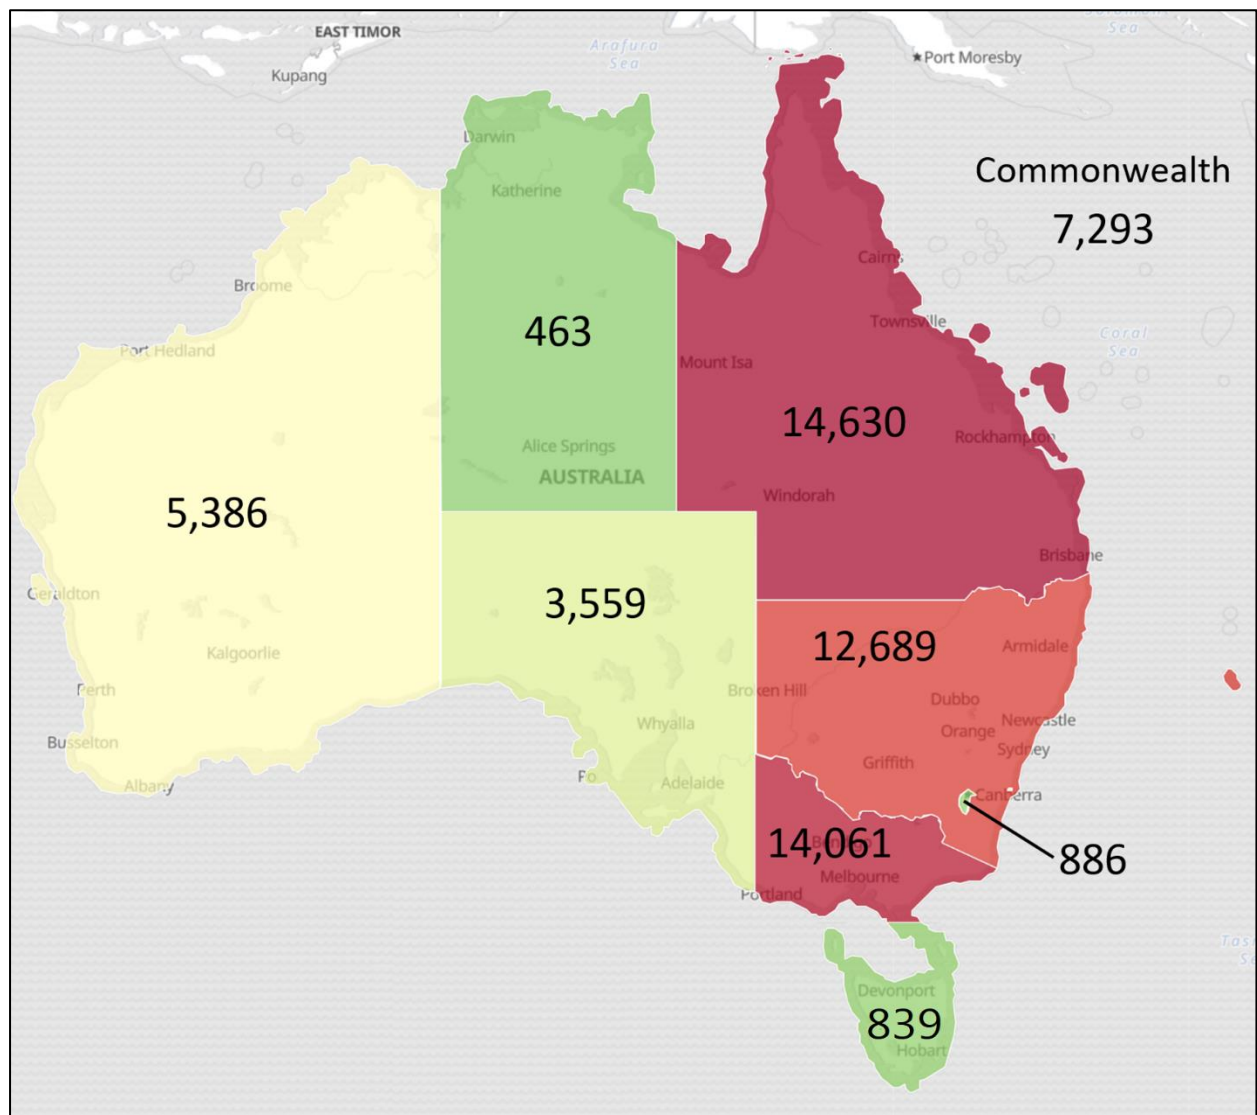 EAST TIMOR
Arafura
Sea
Sea
Port Moresby
Kupang
Darwin
Commonwealth
7,293
Katherine
Cairns
Broome
463
Townsville
Coral
Sea
Port Hedland
Mount Isa
14,630
Rockhampton
Alice Springs
AUSTRALIA
5,386
Windorah
Brisbane
Geraldton
3,559
12,689
Armidale
Kalgoorlie
Perth
Broken Hill
Dubbo
Whyalla
Newcastle
Orange
Busselton
Sydney
Griffith
Po
Adelaide
Albany
Canberra
14,061
886
Melbourne
Portland
Devonport
839
Hobart